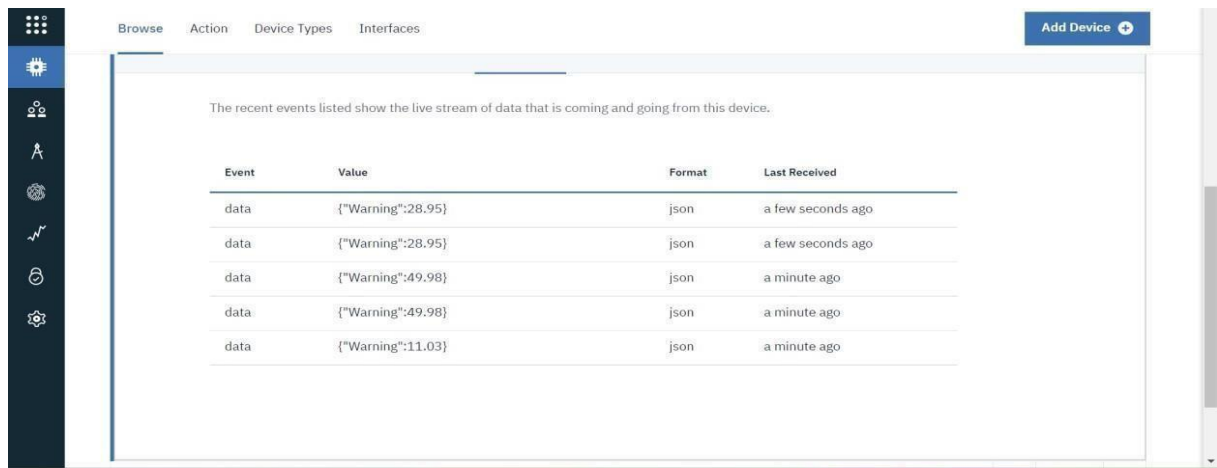 Browse Action Device Types Interfaces Add Device
The recent events listed show the live stream of data that is coming and going from this device.
Event Value Format Last Received
data {"Warning":28.95} json a few seconds ago
data {"Warning":28.95} json a few seconds ago
data {"Warning":49.98} json a minute ago
data {"Warning":49.98} json a minute ago
data {"Warning":11.03} json a minute ago